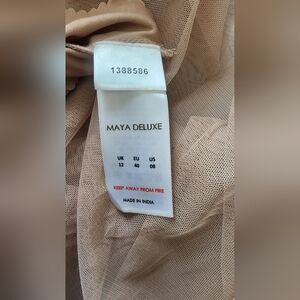 1388586
MAYA DELUXE
UK EU US
12 40 08
KEEP AWAY FROM FIRE
MADE IN INDIA